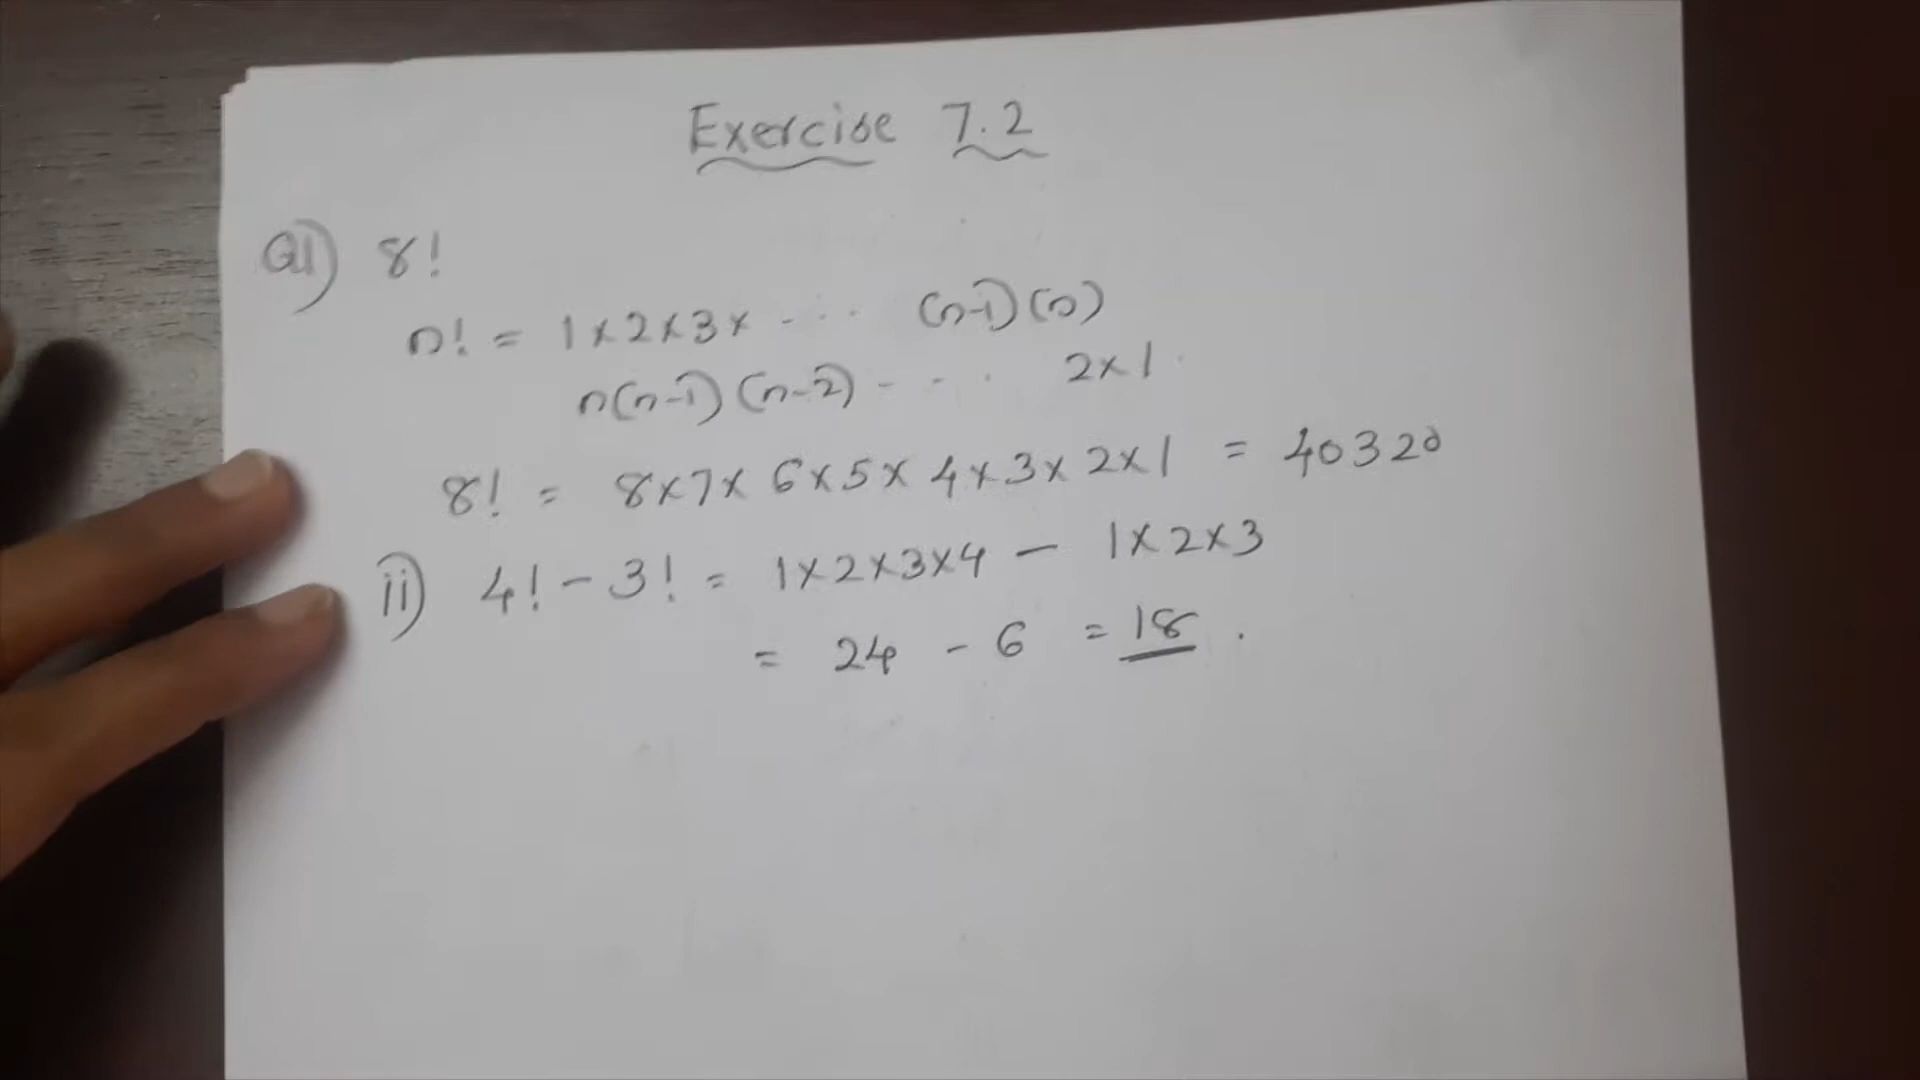 Exercise 7.2
Q1) 8!
n! = 1 x 2 x 3 x - ... (n-1) (n)
n(n-1) (n-2) - - . 2 x 1 .
8! = 8 x 7 x 6 x 5 x 4 x 3 x 2 x 1 = 40320
ii) 4! - 3! = 1 x 2 x 3 x 4 - 1 x 2 x 3
= 24 - 6 = 18 .